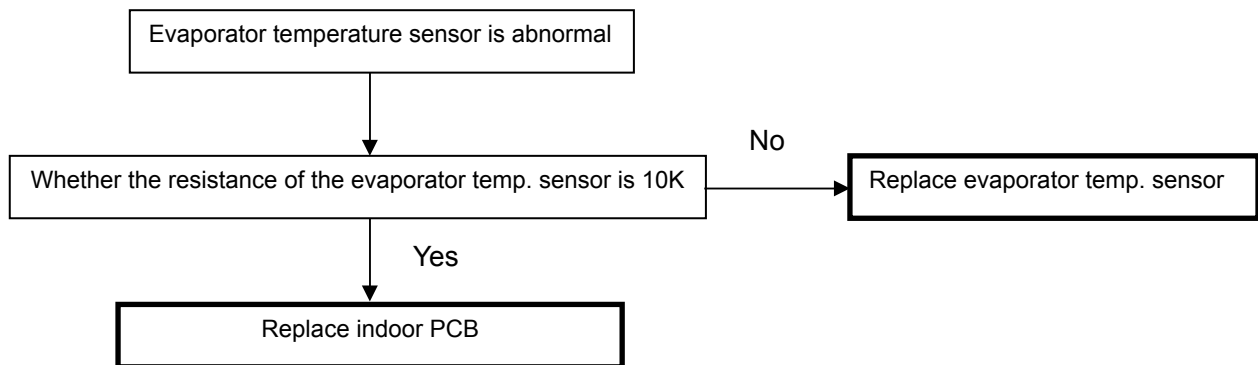 Evaporator temperature sensor is abnormal
No
Whether the resistance of the evaporator temp. sensor is 10K
Replace evaporator temp. sensor
Yes
Replace indoor PCB